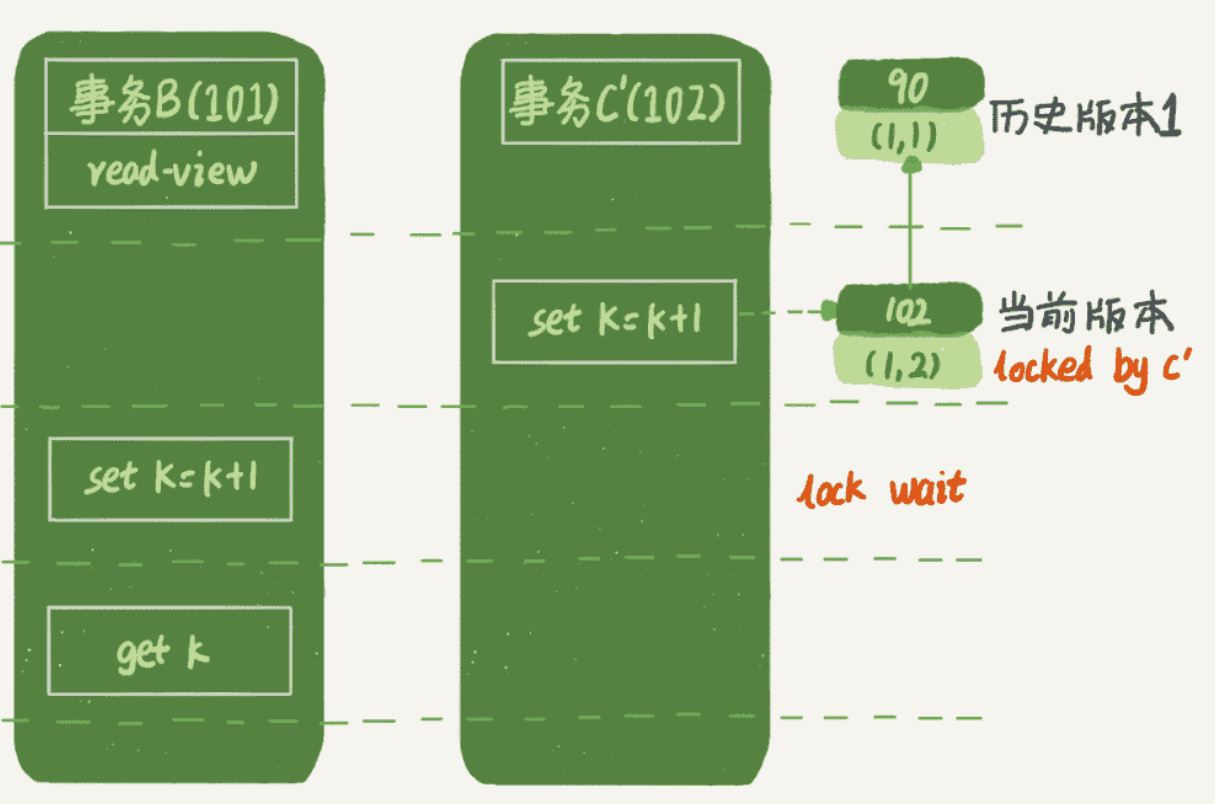 事务B(101)
read-view
事务C'(102)
90
(1,1)
历史版本1
set k=k+1
102
(1,2)
当前版本
locked by c'
set k=k+1
lock wait
get k